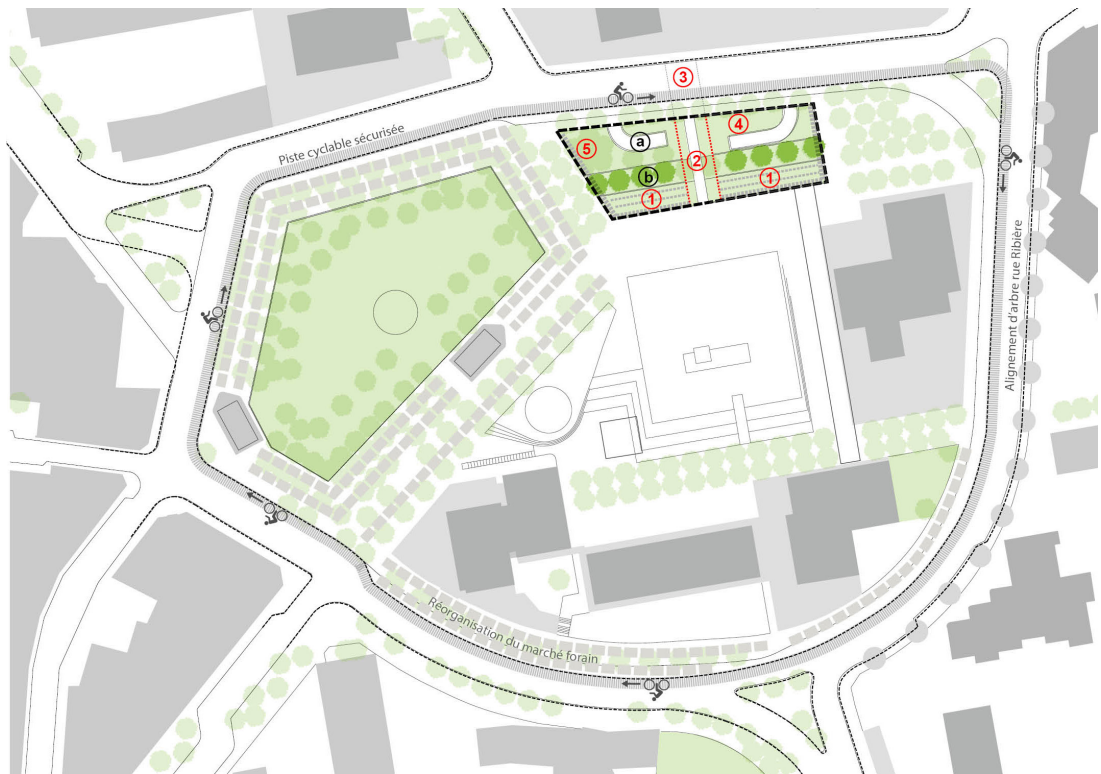 3
4
a
5
Piste cyclable sécurisée
2
b
1
1
Alignement d'arbre rue Ribière
Réorganisation du marché forain